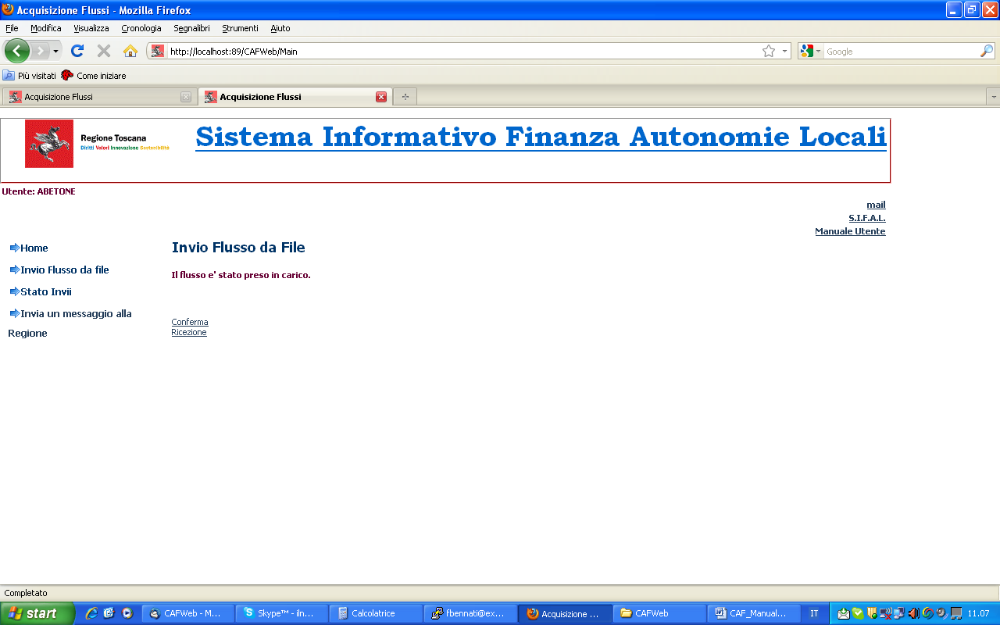 Acquisizione Flussi - Mozilla Firefox
File Modifica Visualizza Cronologia Segnalibri Strumenti Aiuto
http://localhost:89/CAFWeb/Main
Google
Più visitati Come iniziare
Acquisizione Flussi
Acquisizione Flussi
Regione Toscana
Diritti Valori Innovazione Sostenibilità
Sistema Informativo Finanza Autonomie Locali
Utente: ABETONE
mail
S.I.F.A.L.
Manuale Utente
Home
Invio Flusso da file
Stato Invii
Invia un messaggio alla
Regione
Invio Flusso da File
Il flusso e' stato preso in carico.
Conferma
Ricezione
Completato
start
CAFWeb - M...
Skype™ - iln...
Calcolatrice
fbennati@ex...
Acquisizione ...
CAFWeb
CAF_Manual...
IT
11.07